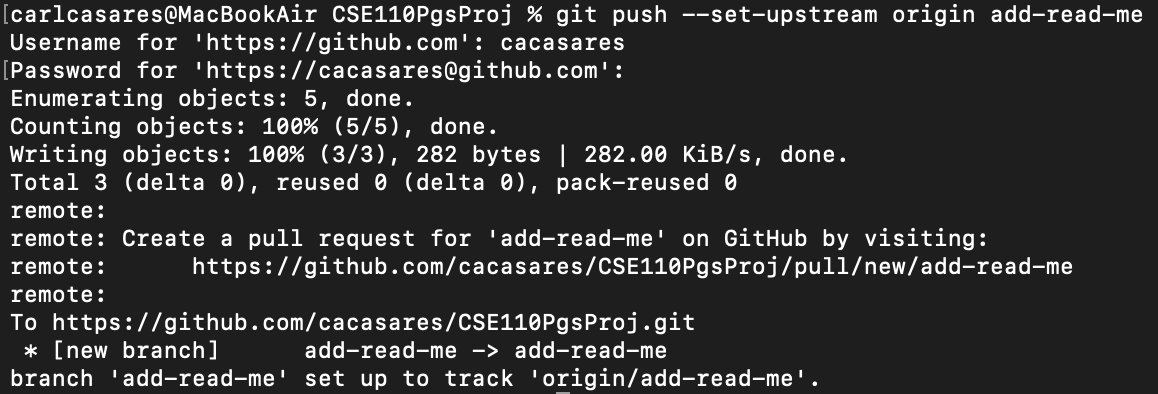 [carlcasares@MacBookAir CSE110PgsProj % git push --set-upstream origin add-read-me
Username for 'https://github.com': cacasares
[Password for 'https://cacasares@github.com':
Enumerating objects: 5, done.
Counting objects: 100% (5/5), done.
Writing objects: 100% (3/3), 282 bytes | 282.00 KiB/s, done.
Total 3 (delta 0), reused 0 (delta 0), pack-reused 0
remote:
remote: Create a pull request for 'add-read-me' on GitHub by visiting:
remote:      https://github.com/cacasares/CSE110PgsProj/pull/new/add-read-me
remote:
To https://github.com/cacasares/CSE110PgsProj.git
 * [new branch]      add-read-me -> add-read-me
branch 'add-read-me' set up to track 'origin/add-read-me'.